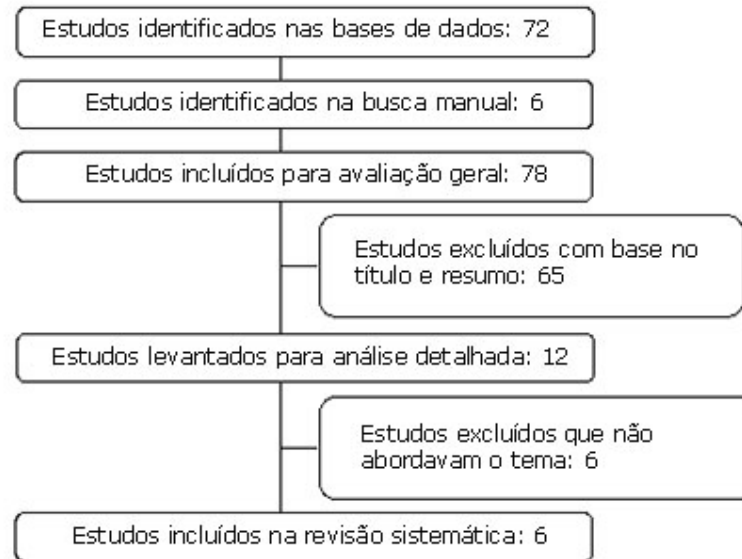 Estudos identificados nas bases de dados: 72
Estudos identificados na busca manual: 6
Estudos incluídos para avaliação geral: 78
Estudos excluídos com base no
título e resumo: 65
Estudos levantados para análise detalhada: 12
Estudos excluídos que não
abordavam o tema: 6
Estudos incluídos na revisão sistemática: 6